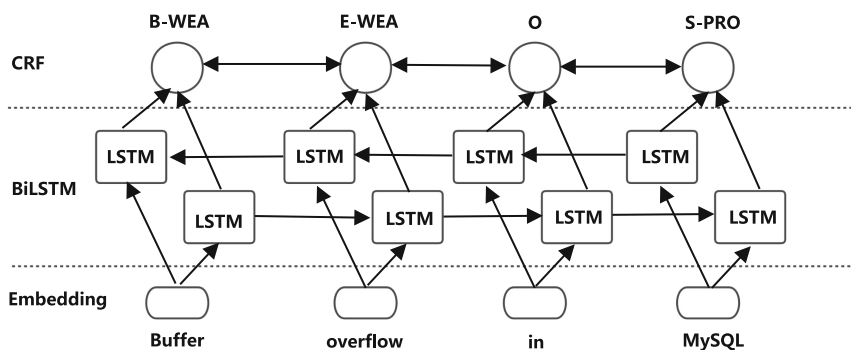 B-WEA E-WEA O S-PRO
CRF
LSTM LSTM LSTM LSTM
BiLSTM
LSTM LSTM LSTM LSTM
Embedding
Buffer overflow in MySQL